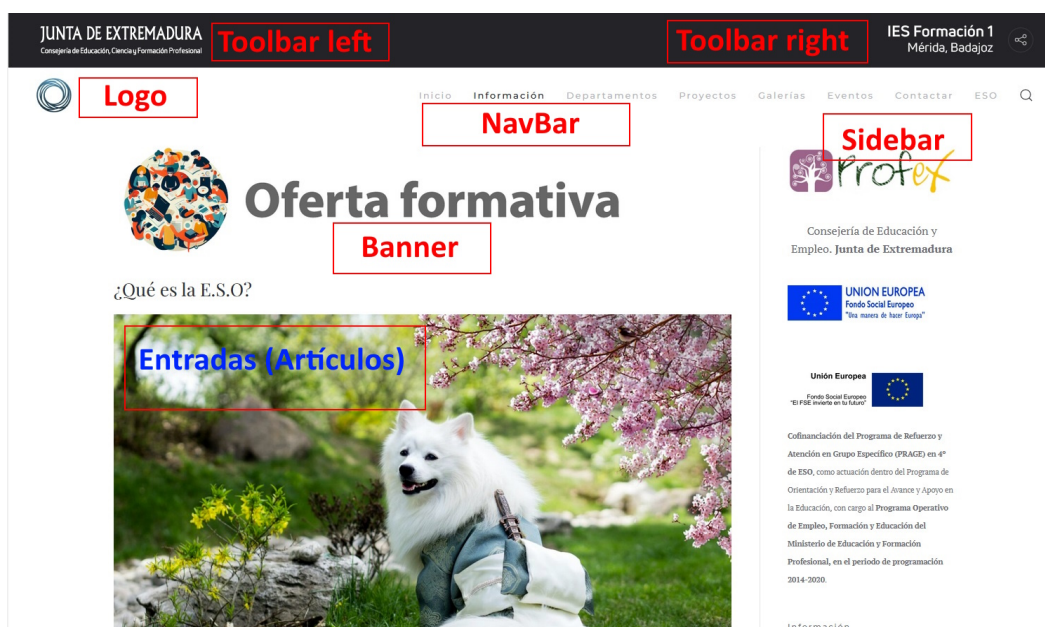 JUNTA DE EXTREMADURA
Consejería de Educación, Ciencia y Formación Profesional
Toolbar left
Toolbar right
IES Formación 1
Mérida, Badajoz
Logo
Inicio Información Departamentos Proyectos Galerías Eventos Contactar ESO
NavBar
Sidebar
Profex
Oferta formativa
Banner
Consejería de Educación y
Empleo. Junta de Extremadura
¿Qué es la E.S.O?
UNION EUROPEA
Fondo Social Europeo
"Una manera de hacer Europa"
Entradas (Artículos)
Unión Europea
Fondo Social Europeo
"El FSE invierte en tu futuro"
Cofinanciación del Programa de Refuerzo y
Atención en Grupo Específico (PRAGE) en 4º
de ESO, como actuación dentro del Programa de
Orientación y Refuerzo para el Avance y Apoyo en
la Educación, con cargo al Programa Operativo
de Empleo, Formación y Educación del
Ministerio de Educación y Formación
Profesional, en el periodo de programación
2014-2020.
Información